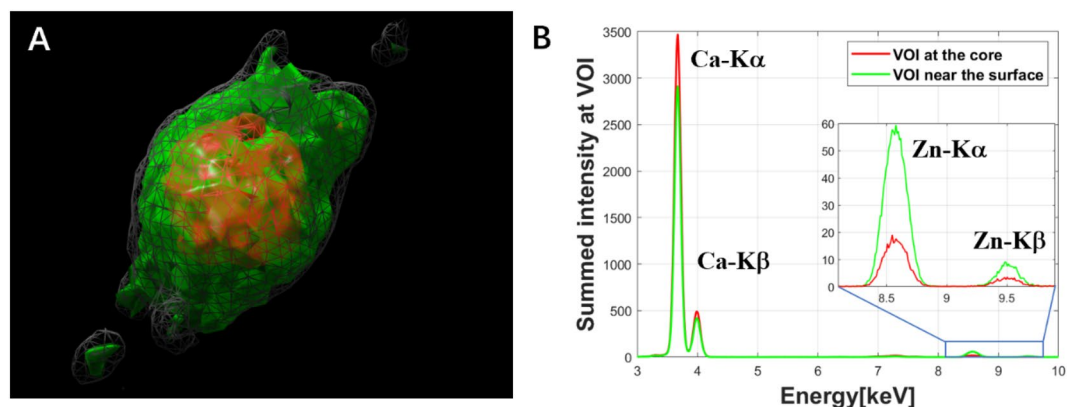 A
B
Summed intensity at VOI
3500
3000
2500
2000
1500
1000
500
0
Ca-Kα
Ca-Kβ
VOI at the core
VOI near the surface
60
50
40
30
20
10
0
Zn-Kα
Zn-Kβ
8.5
9
9.5
3
4
5
6
7
8
9
10
Energy[keV]